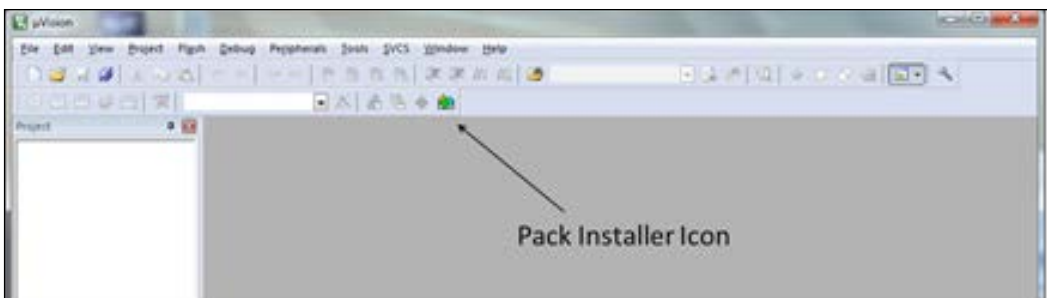 µVision
File Edit View Project Flash Debug Peripherals Tools SVCS Window Help
Project
Pack Installer Icon